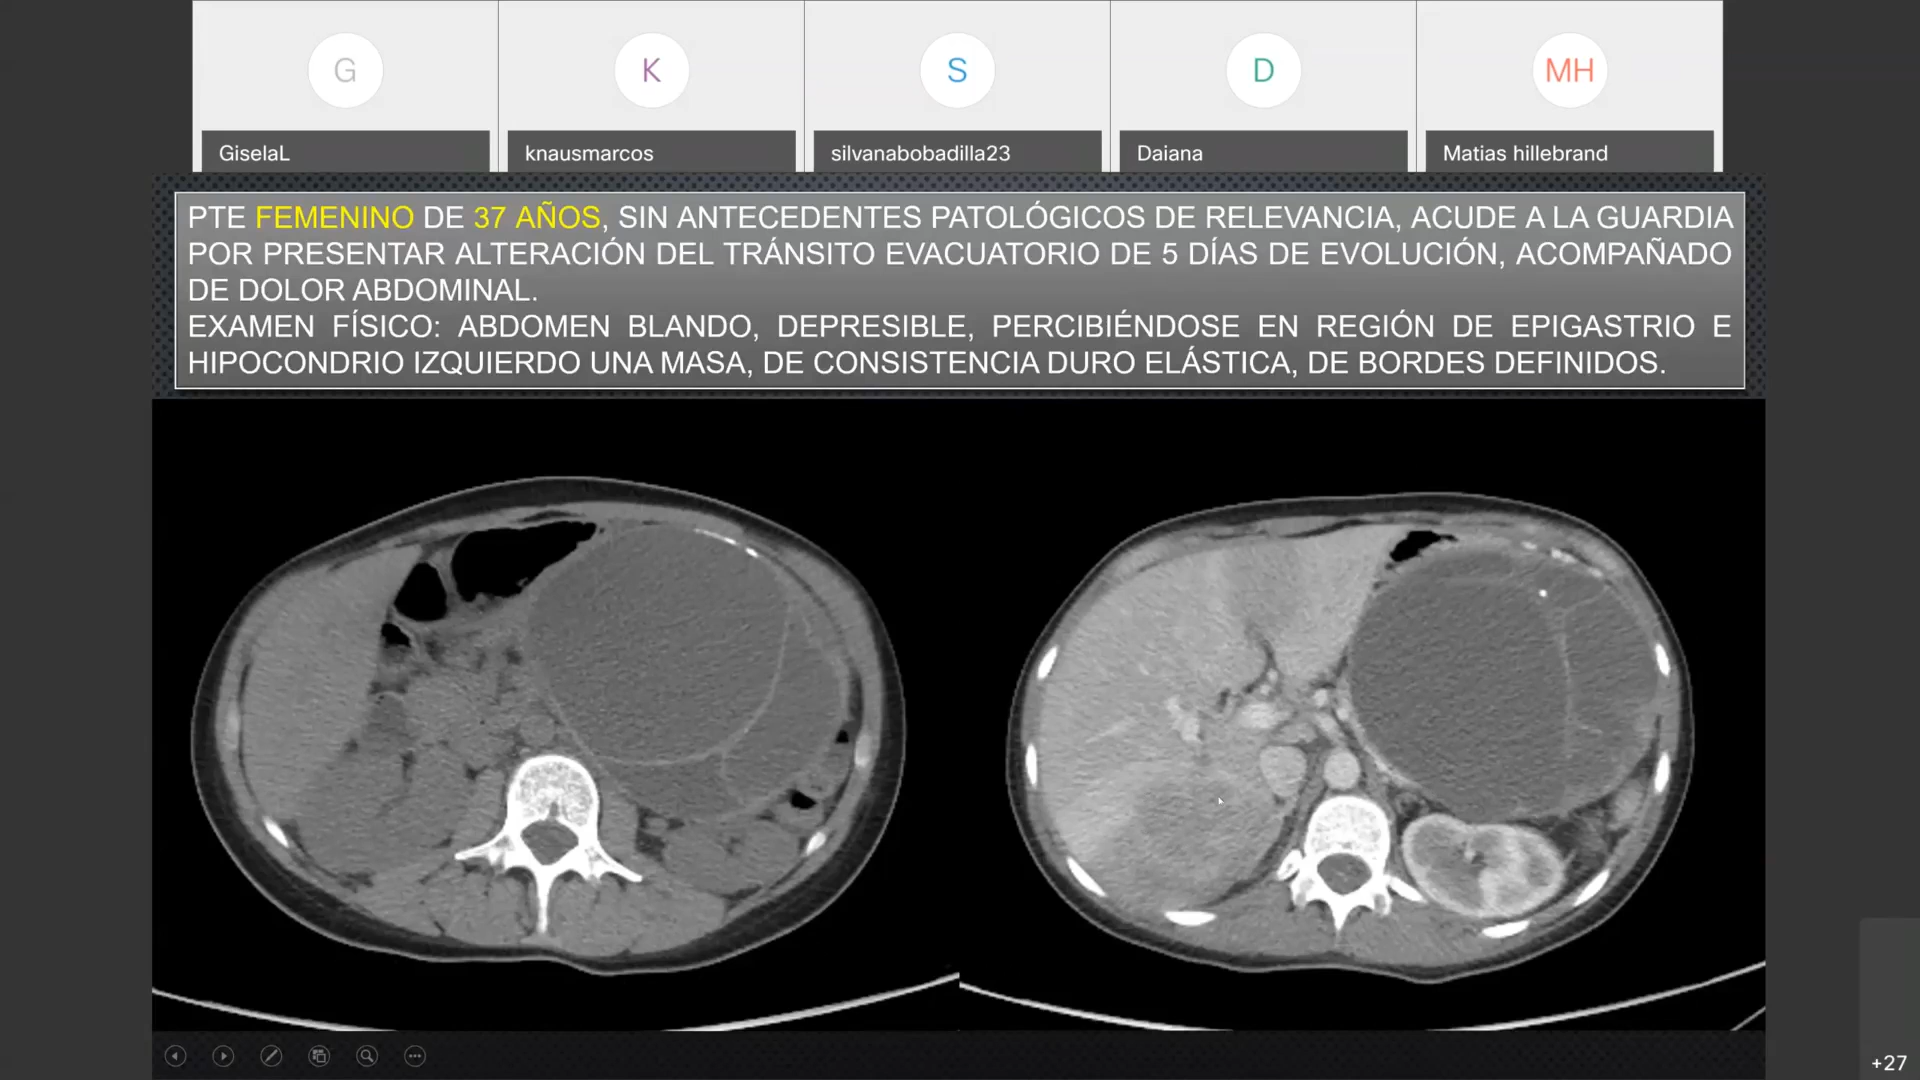 G
K
S
D
MH
GiselaL
knausmarcos
silvanabobadilla23
Daiana
Matias hillebrand
PTE FEMENINO DE 37 AÑOS, SIN ANTECEDENTES PATOLÓGICOS DE RELEVANCIA, ACUDE A LA GUARDIA
POR PRESENTAR ALTERACIÓN DEL TRÁNSITO EVACUATORIO DE 5 DÍAS DE EVOLUCIÓN, ACOMPAÑADO
DE DOLOR ABDOMINAL.
EXAMEN FÍSICO: ABDOMEN BLANDO, DEPRESIBLE, PERCIBIÉNDOSE EN REGIÓN DE EPIGASTRIO E
HIPOCONDRIO IZQUIERDO UNA MASA, DE CONSISTENCIA DURO ELÁSTICA, DE BORDES DEFINIDOS.
+27